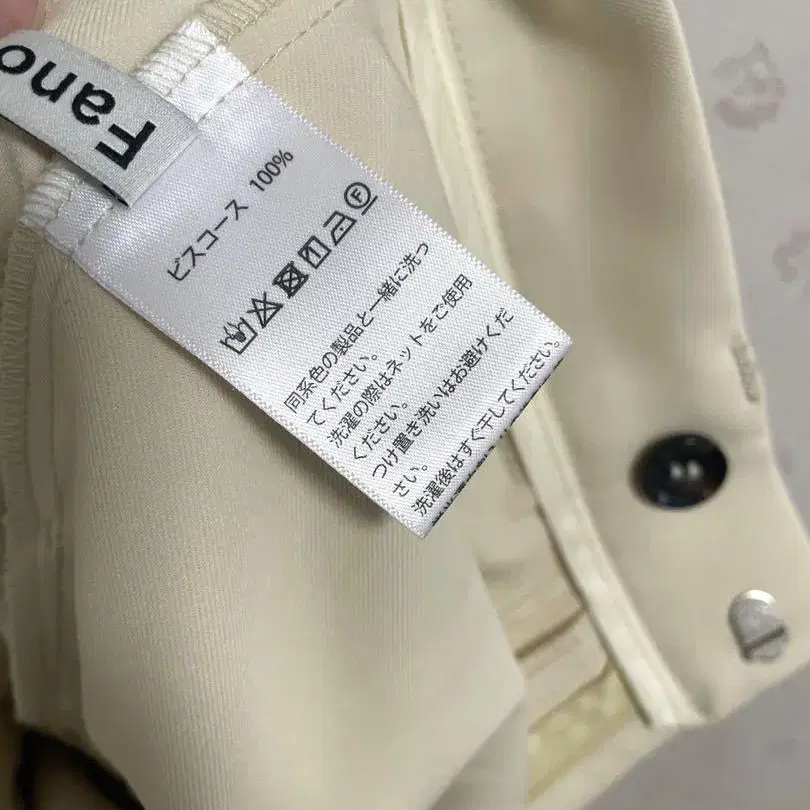 Fano
ビスコース 100%
同系色の製品と一緒に洗っ
てください。
洗濯の際はネットをご使用
ください。
つけ置き洗いはお避けくだ
さい。
洗濯後はすぐ干してください。